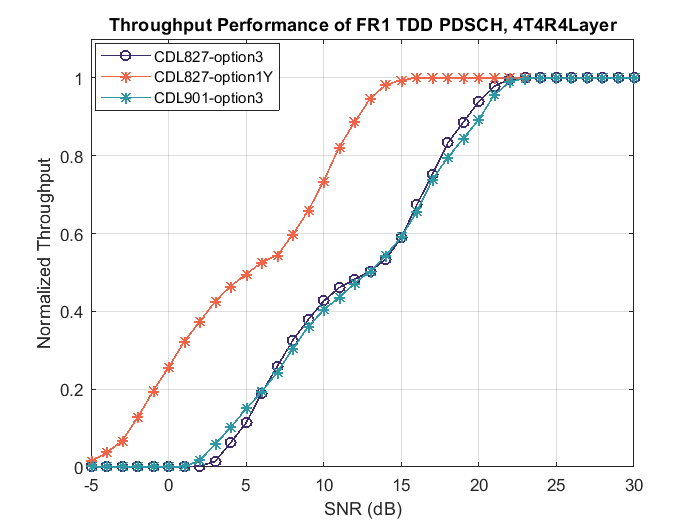 Throughput Performance of FR1 TDD PDSCH, 4T4R4Layer
CDL827-option3
CDL827-option1Y
CDL901-option3
1
0.8
0.6
0.4
0.2
0
Normalized Throughput
-5
0
5
10
15
20
25
30
SNR (dB)